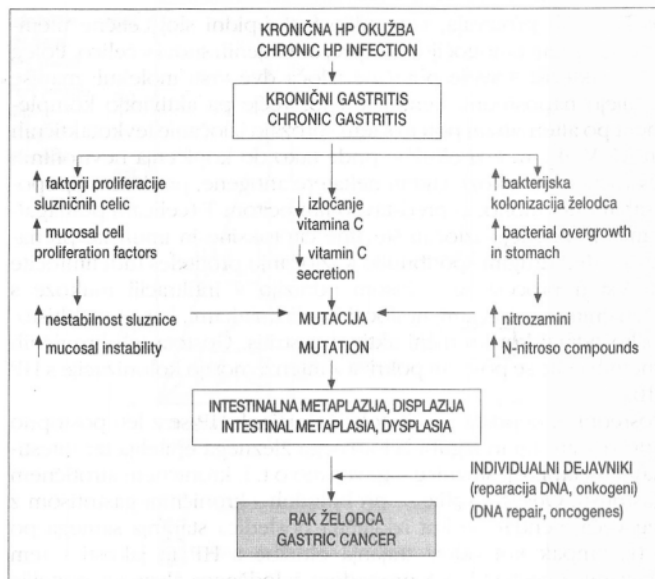 KRONIČNA HP OKUŽBA
CHRONIC HP INFECTION
KRONIČNI GASTRITIS
CHRONIC GASTRITIS
faktorji proliferacije
sluzničnih celic
mucosal cell
proliferation factors
izločanje
vitamina C
vitamin C
secretion
bakterijska
kolonizacija želodca
bacterial overgrowth
in stomach
nestabilnost sluznice
mucosal instability
MUTACIJA
MUTATION
nitrozamini
N-nitroso compounds
INTESTINALNA METAPLAZIJA, DISPLAZIJA
INTESTINAL METAPLASIA, DYSPLASIA
INDIVIDUALNI DEJAVNIKI
(reparacija DNA, onkogeni)
(DNA repair, oncogenes)
RAK ŽELODCA
GASTRIC CANCER